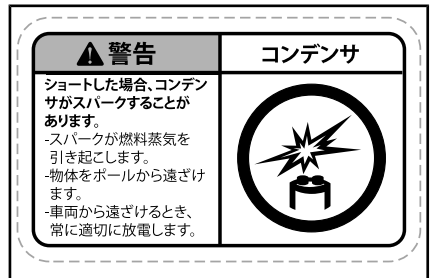 警告
コンデンサ
ショートした場合、コンデン
サがスパークすることが
あります。
-スパークが燃料蒸気を
引き起こします。
-物体をポールから遠ざけ
ます。
-車両から遠ざけるとき、
常に適切に放電します。